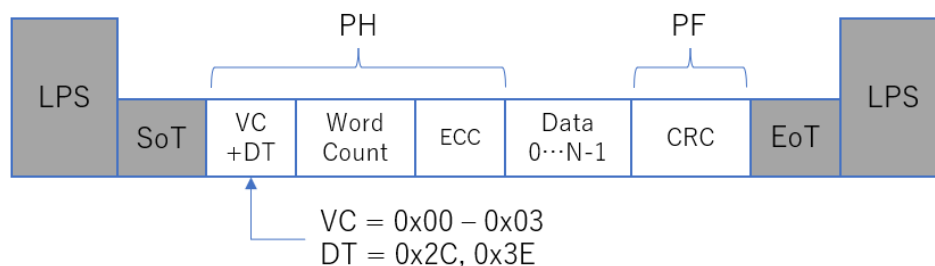 PH
PF
LPS
SoT
VC
+DT
Word
Count
ECC
Data
0…N-1
CRC
EoT
LPS
VC = 0x00 – 0x03
DT = 0x2C, 0x3E